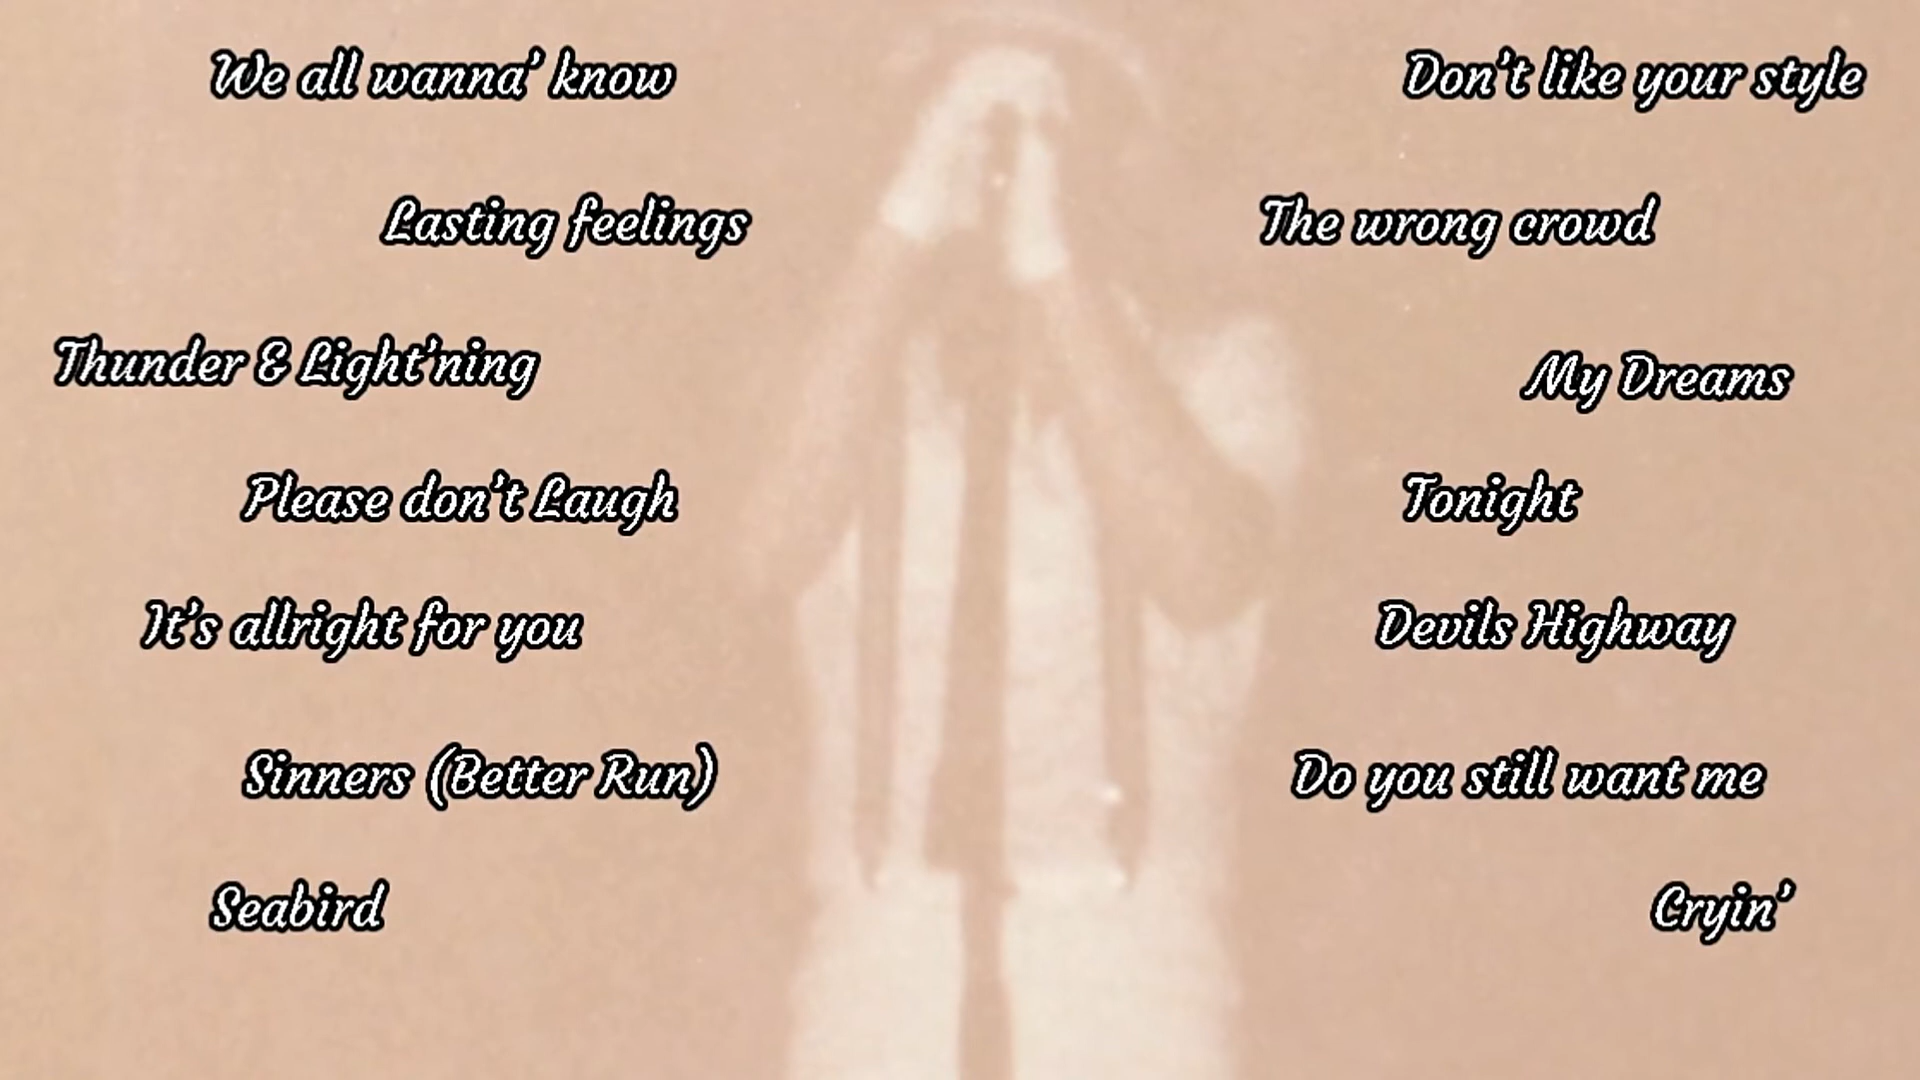 We all wanna' know
Lasting feelings
Thunder & Light'ning
Please don't Laugh
It's allright for you
Sinners (Better Run)
Seabird
Don't like your style
The wrong crowd
My Dreams
Tonight
Devils Highway
Do you still want me
Cryin'